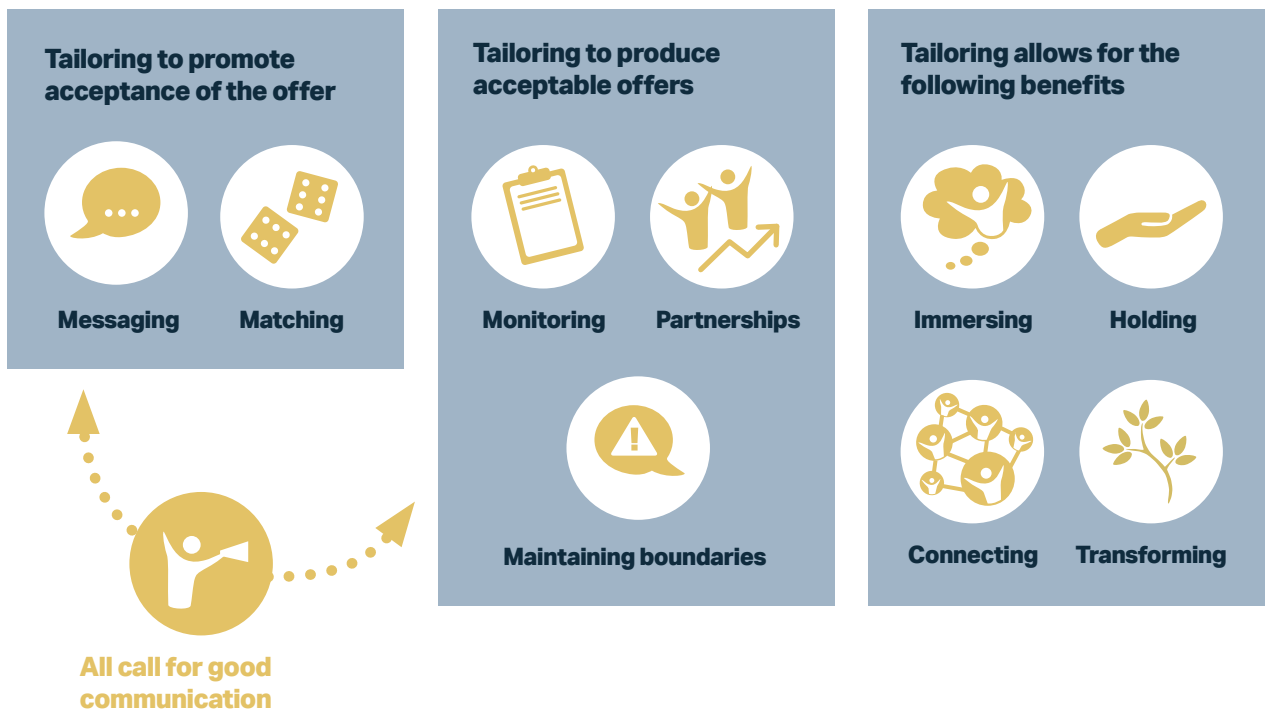 Tailoring to promote
acceptance of the offer
Messaging
Matching
All call for good
communication
Tailoring to produce
acceptable offers
Monitoring
Partnerships
Maintaining boundaries
Tailoring allows for the
following benefits
Immersing
Holding
Connecting
Transforming